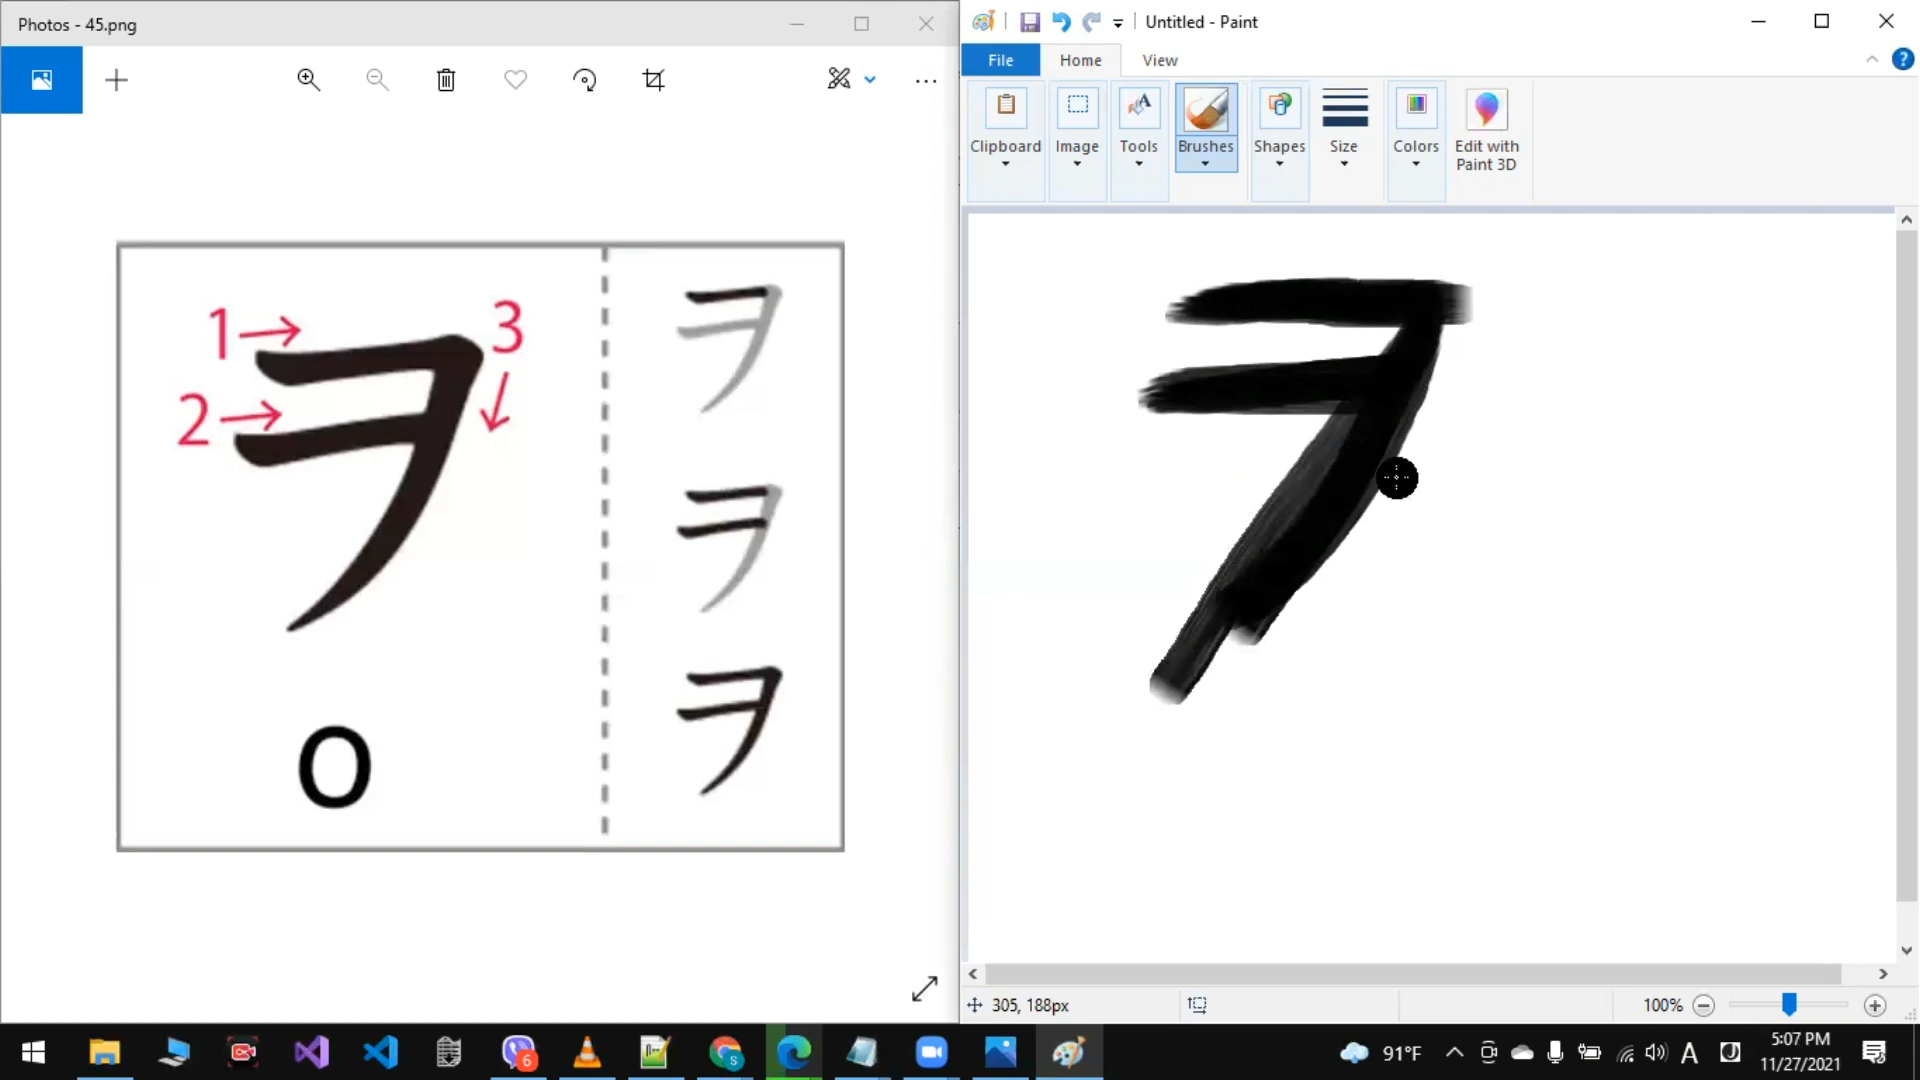 Photos - 45.png
Untitled - Paint
File Home View
Clipboard Image Tools Brushes Shapes Size Colors Edit with Paint 3D
1 3
2
ヲ
ヲ
ヲ
ヲ
o
ヲ
305, 188px
100%
6
91°F
A
5:07 PM
11/27/2021